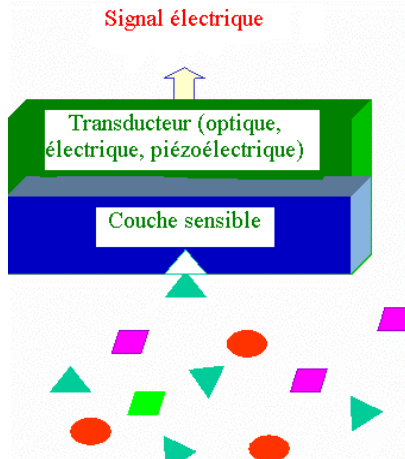 Signal électrique
Transducteur (optique,
électrique, piézoélectrique)
Couche sensible